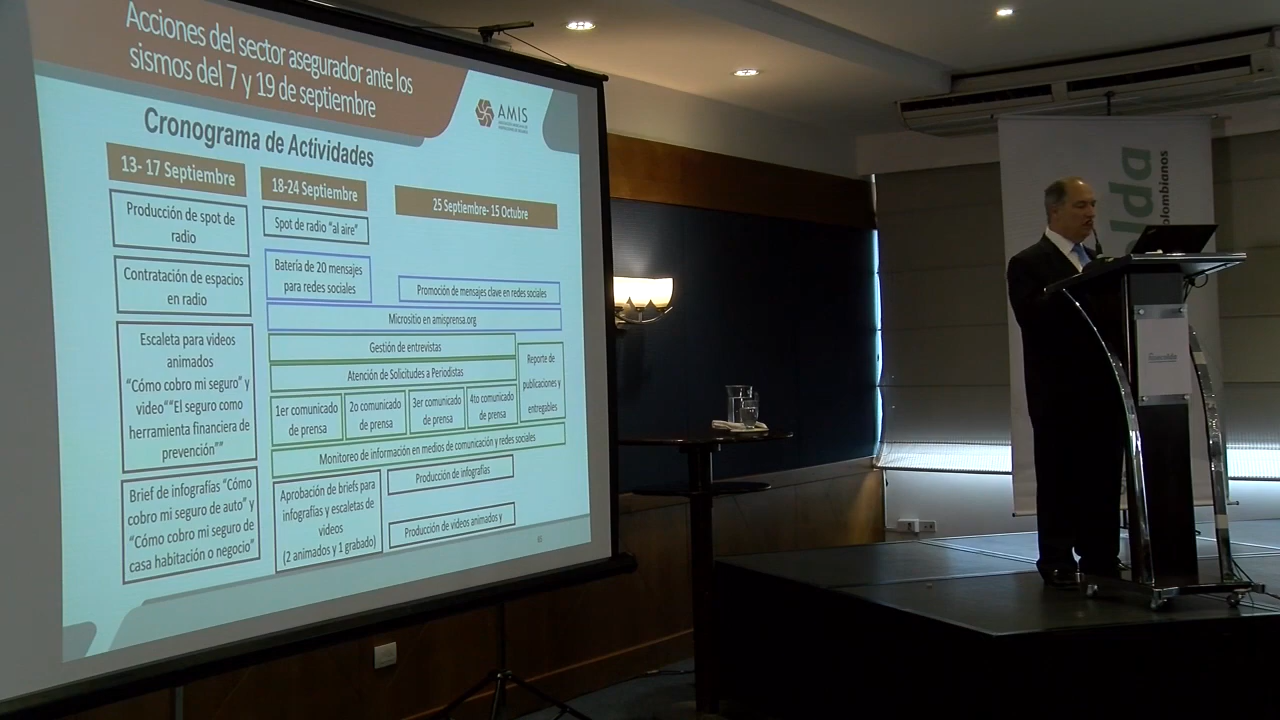 Acciones del sector asegurador ante los
sismos del 7 y 19 de septiembre
AMIS
Cronograma de Actividades
13- 17 Septiembre
18-24 Septiembre
25 Septiembre- 15 Octubre
Producción de spot de
radio
Spot de radio "al aire"
Contratación de espacios
en radio
Batería de 20 mensajes
para redes sociales
Promoción de mensajes clave en redes sociales
Micrositio en amisprensa.org
Escaleta para videos
animados
"Cómo cobro mi seguro" y
video""El seguro como
herramienta financiera de
prevención""
Gestión de entrevistas
Atención de Solicitudes a Periodistas
Reporte de
publicaciones y
entregables
1er comunicado
de prensa
2o comunicado
de prensa
3er comunicado
de prensa
4to comunicado
de prensa
Monitoreo de información en medios de comunicación y redes sociales
Brief de infografías "Cómo
cobro mi seguro de auto" y
"Cómo cobro mi seguro de
casa habitación o negocio"
Aprobación de briefs para
infografías y escaletas de
videos
(2 animados y 1 grabado)
Producción de infografías
Producción de videos animados y
olda
olombianos